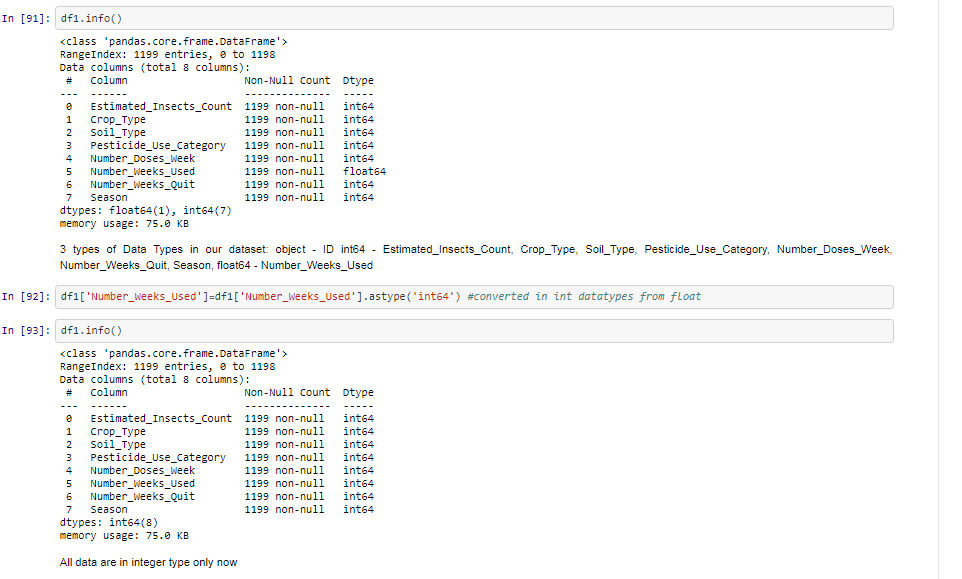 In [91]: df1.info()
<class 'pandas.core.frame.DataFrame'>
RangeIndex: 1199 entries, 0 to 1198
Data columns (total 8 columns):
 #   Column                   Non-Null Count  Dtype
---  ------                   --------------  -----
 0   Estimated_Insects_Count  1199 non-null   int64
 1   Crop_Type                1199 non-null   int64
 2   Soil_Type                1199 non-null   int64
 3   Pesticide_Use_Category   1199 non-null   int64
 4   Number_Doses_Week        1199 non-null   int64
 5   Number_Weeks_Used        1199 non-null   float64
 6   Number_Weeks_Quit        1199 non-null   int64
 7   Season                   1199 non-null   int64
dtypes: float64(1), int64(7)
memory usage: 75.0 KB
3 types of Data Types in our dataset: object - ID int64 - Estimated_Insects_Count, Crop_Type, Soil_Type, Pesticide_Use_Category, Number_Doses_Week,
Number_Weeks_Quit, Season, float64 - Number_Weeks_Used
In [92]: df1['Number_Weeks_Used']=df1['Number_Weeks_Used'].astype('int64') #converted in int datatypes from float
In [93]: df1.info()
<class 'pandas.core.frame.DataFrame'>
RangeIndex: 1199 entries, 0 to 1198
Data columns (total 8 columns):
 #   Column                   Non-Null Count  Dtype
---  ------                   --------------  -----
 0   Estimated_Insects_Count  1199 non-null   int64
 1   Crop_Type                1199 non-null   int64
 2   Soil_Type                1199 non-null   int64
 3   Pesticide_Use_Category   1199 non-null   int64
 4   Number_Doses_Week        1199 non-null   int64
 5   Number_Weeks_Used        1199 non-null   int64
 6   Number_Weeks_Quit        1199 non-null   int64
 7   Season                   1199 non-null   int64
dtypes: int64(8)
memory usage: 75.0 KB
All data are in integer type only now